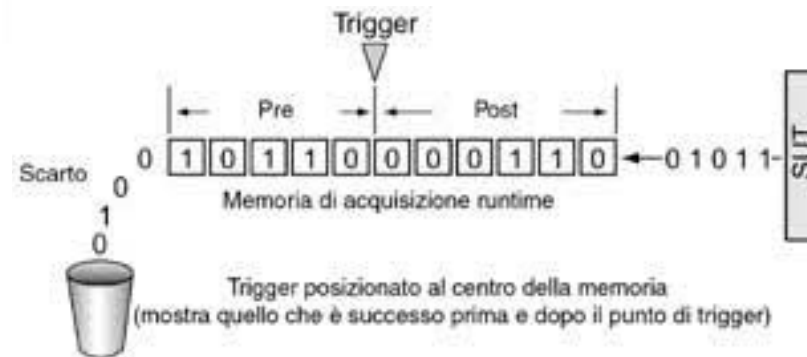 Trigger
Pre Post
Scarto 0 1 0 1 1 0 0 0 0 1 1 0 0 1 0 1 1 SUT
0
1
0
Memoria di acquisizione runtime
Trigger posizionato al centro della memoria
(mostra quello che è successo prima e dopo il punto di trigger)